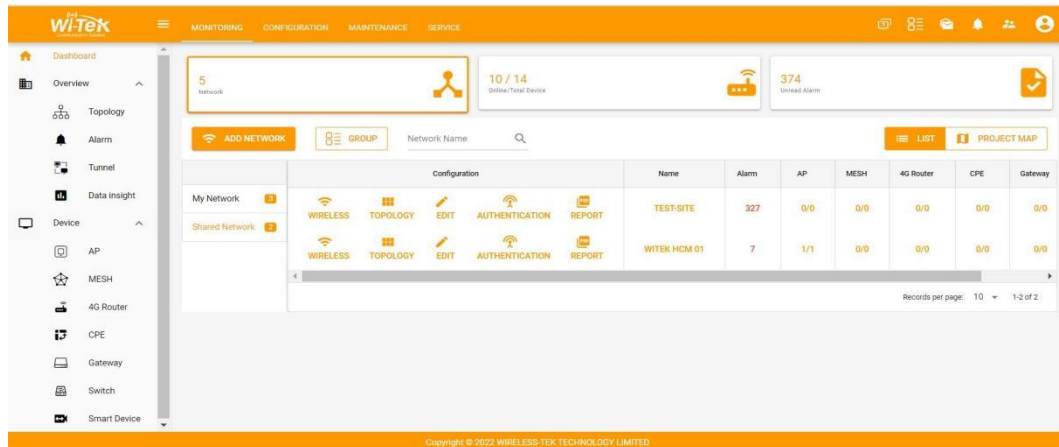 Wi-Tek
MONITORING CONFIGURATION MAINTENANCE SERVICE
Dashboard
Overview
Topology
Alarm
Tunnel
Data insight
Device
AP
MESH
4G Router
CPE
Gateway
Switch
Smart Device
5
Network
10 / 14
Online/Total Device
374
Unread Alarm
ADD NETWORK GROUP Network Name LIST PROJECT MAP
My Network 3
Shared Network 2
Configuration Name Alarm AP MESH 4G Router CPE Gateway
WIRELESS TOPOLOGY EDIT AUTHENTICATION REPORT TEST-SITE 327 0/0 0/0 0/0 0/0 0/0
WIRELESS TOPOLOGY EDIT AUTHENTICATION REPORT WITEK HCM 01 7 1/1 0/0 0/0 0/0 0/0
Records per page: 10 1-2 of 2
Copyright © 2022 WIRELESS-TEK TECHNOLOGY LIMITED